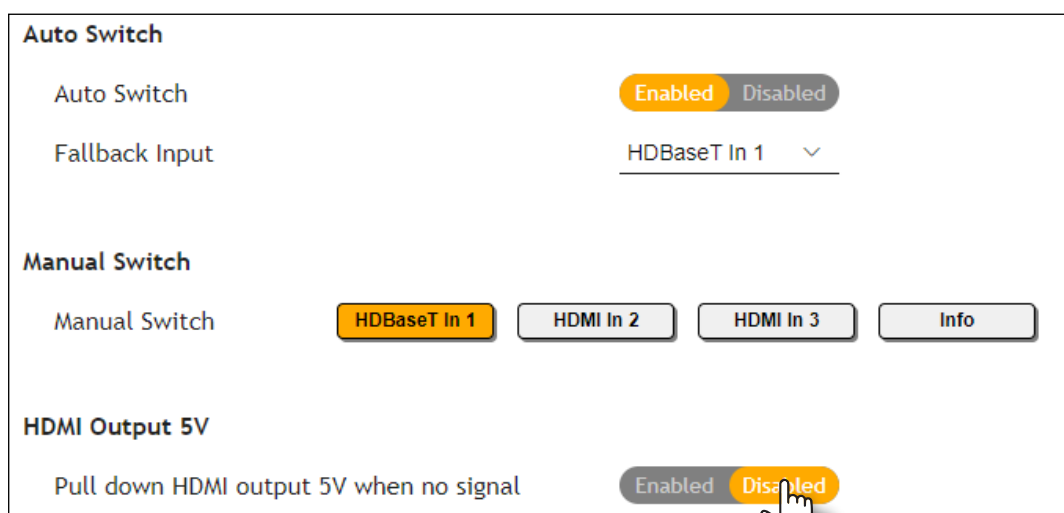 Auto Switch
Auto Switch Enabled Disabled
Fallback Input HDBaseT In 1
Manual Switch
Manual Switch HDBaseT In 1 HDMI In 2 HDMI In 3 Info
HDMI Output 5V
Pull down HDMI output 5V when no signal Enabled Disabled